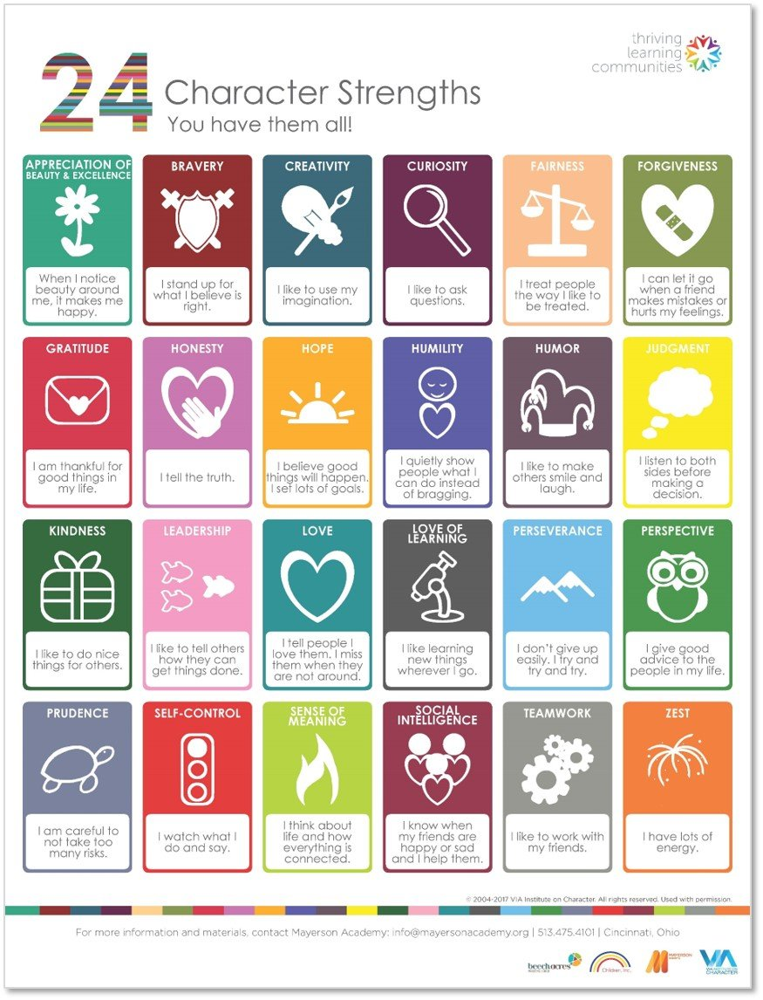 thriving
learning
communities
24 Character Strengths
You have them all!
APPRECIATION OF
BEAUTY & EXCELLENCE
When I notice
beauty around
me, it makes me
happy.
BRAVERY
I stand up for
what I believe is
right.
CREATIVITY
I like to use my
imagination.
CURIOSITY
I like to ask
questions.
FAIRNESS
I treat people
the way I like to
be treated.
FORGIVENESS
I can let it go
when a friend
makes mistakes or
hurts my feelings.
GRATITUDE
I am thankful for
good things in
my life.
HONESTY
I tell the truth.
HOPE
I believe good
things will happen.
I set lots of goals.
HUMILITY
I quietly show
people what I
can do instead
of bragging.
HUMOR
I like to make
others smile and
laugh.
JUDGMENT
I listen to both
sides before
making a
decision.
KINDNESS
I like to do nice
things for others.
LEADERSHIP
I like to tell others
how they can
get things done.
LOVE
I tell people I
love them. I miss
them when they
are not around.
LOVE OF
LEARNING
I like learning
new things
wherever I go.
PERSEVERANCE
I don't give up
easily. I try and
try and try.
PERSPECTIVE
I give good
advice to the
people in my life.
PRUDENCE
I am careful to
not take too
many risks.
SELF-CONTROL
I watch what I
do and say.
SENSE OF
MEANING
I think about
life and how
everything is
connected.
SOCIAL
INTELLIGENCE
I know when
my friends are
happy or sad
and I help them.
TEAMWORK
I like to work with
my friends.
ZEST
I have lots of
energy.
© 2004-2017 VIA Institute on Character. All rights reserved. Used with permission.
For more information and materials, contact Mayerson Academy: info@mayersonacademy.org | 513.475.4101 | Cincinnati, Ohio
beech acres
Children, Inc.
MAYERSON
VIA